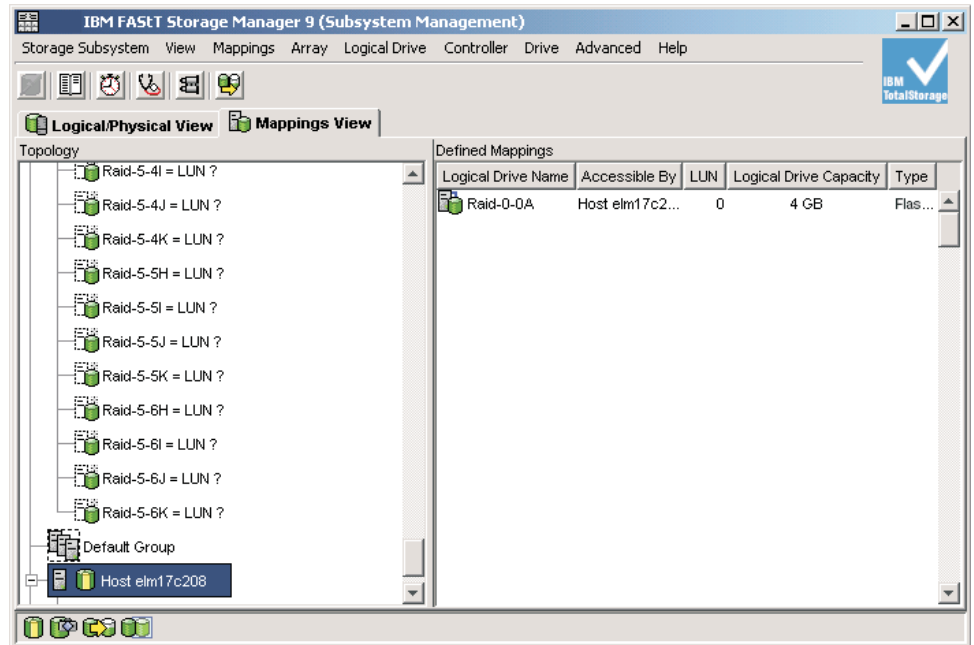 IBM FAStT Storage Manager 9 (Subsystem Management)
Storage Subsystem View Mappings Array Logical Drive Controller Drive Advanced Help
IBM
TotalStorage
Logical/Physical View Mappings View
Topology
Raid-5-4I = LUN ?
Raid-5-4J = LUN ?
Raid-5-4K = LUN ?
Raid-5-5H = LUN ?
Raid-5-5I = LUN ?
Raid-5-5J = LUN ?
Raid-5-5K = LUN ?
Raid-5-6H = LUN ?
Raid-5-6I = LUN ?
Raid-5-6J = LUN ?
Raid-5-6K = LUN ?
Default Group
Host elm17c208
Defined Mappings
Logical Drive Name Accessible By LUN Logical Drive Capacity Type
Raid-0-0A Host elm17c2... 0 4 GB Flas...